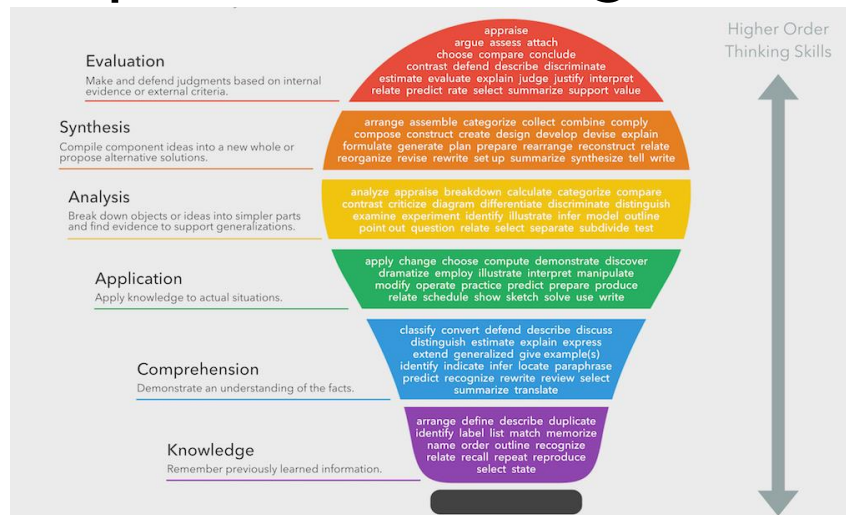 Higher Order
Thinking Skills
Evaluation
Make and defend judgments based on internal
evidence or external criteria.
appraise
argue assess attach
choose compare conclude
contrast defend describe discriminate
estimate evaluate explain judge justify interpret
relate predict rate select summarize support value
Synthesis
Compile component ideas into a new whole or
propose alternative solutions.
arrange assemble categorize collect combine comply
compose construct create design develop devise explain
formulate generate plan prepare rearrange reconstruct relate
reorganize revise rewrite set up summarize synthesize tell write
Analysis
Break down objects or ideas into simpler parts
and find evidence to support generalizations.
analyze appraise breakdown calculate categorize compare
contrast criticize diagram differentiate discriminate distinguish
examine experiment identify illustrate infer model outline
point out question relate select separate subdivide test
Application
Apply knowledge to actual situations.
apply change choose compute demonstrate discover
dramatize employ illustrate interpret manipulate
modify operate practice predict prepare produce
relate schedule show sketch solve use write
Comprehension
Demonstrate an understanding of the facts.
classify convert defend describe discuss
distinguish estimate explain express
extend generalized give example(s)
identify indicate infer locate paraphrase
predict recognize rewrite review select
summarize translate
Knowledge
Remember previously learned information.
arrange define describe duplicate
identify label list match memorize
name order outline recognize
relate recall repeat reproduce
select state